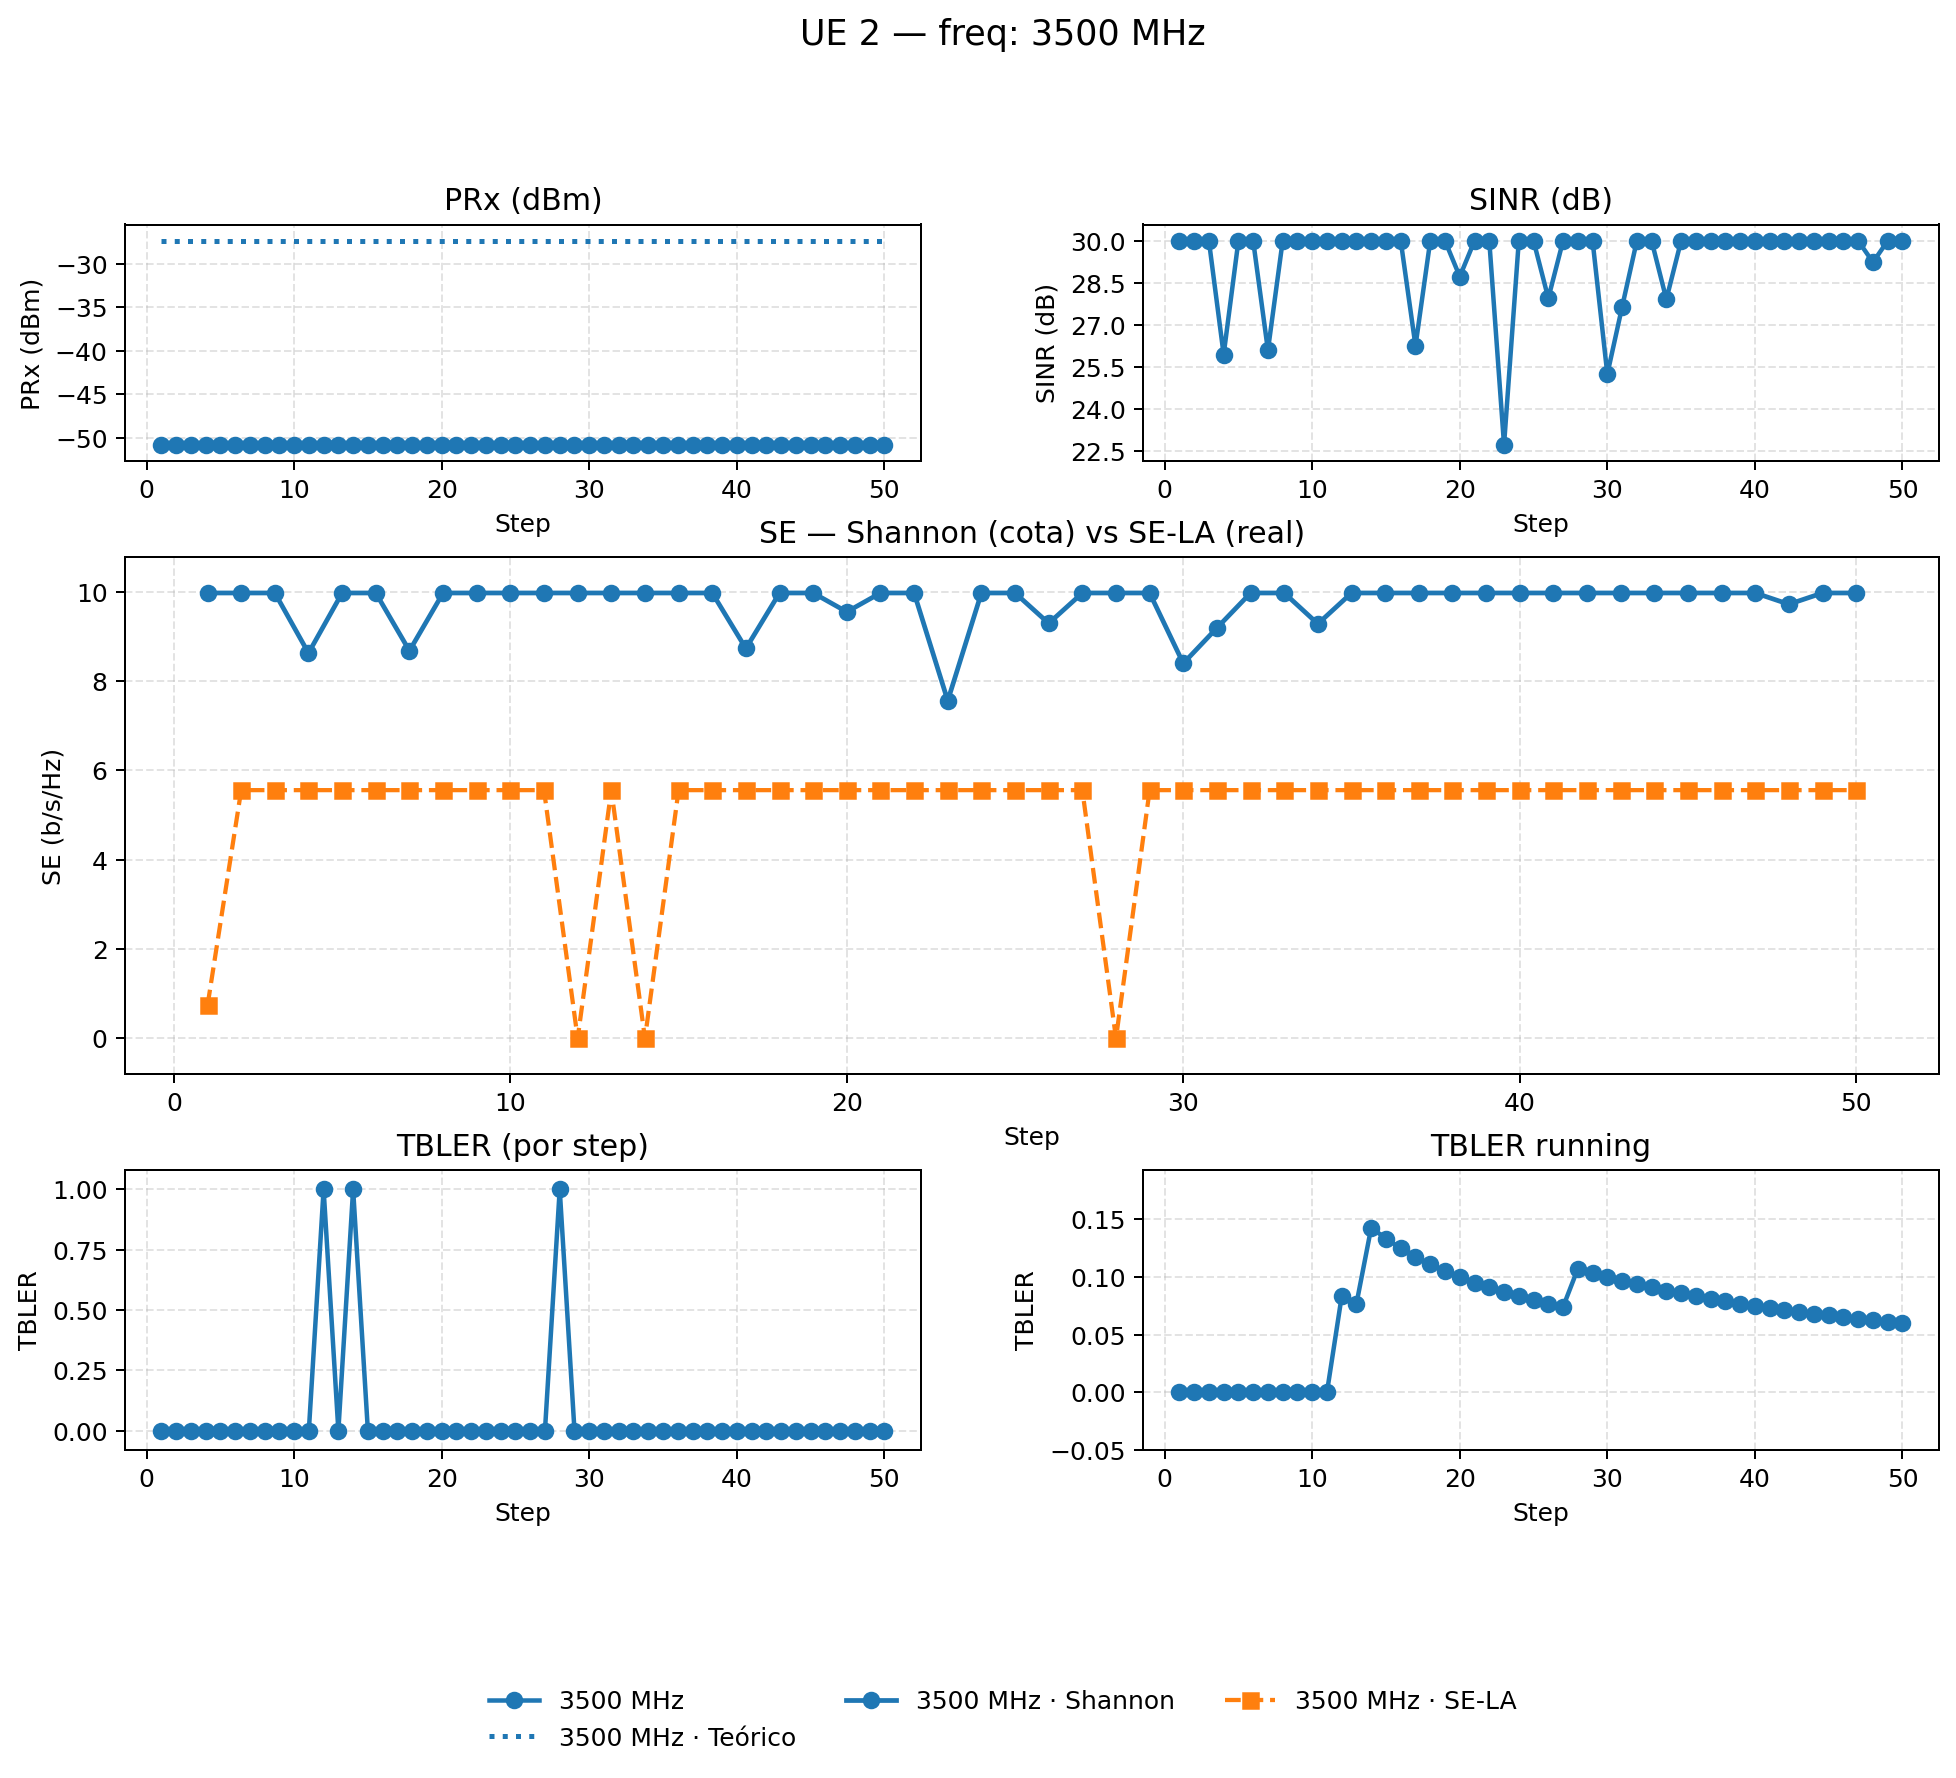 UE 2 — freq: 3500 MHz
PRx (dBm)
PRx (dBm)
−30
−35
−40
−45
−50
0 10 20 30 40 50
Step
SINR (dB)
SINR (dB)
30.0
28.5
27.0
25.5
24.0
22.5
0 10 20 30 40 50
Step
SE — Shannon (cota) vs SE-LA (real)
SE (b/s/Hz)
10
8
6
4
2
0
0 10 20 30 40 50
Step
TBLER (por step)
TBLER
1.00
0.75
0.50
0.25
0.00
0 10 20 30 40 50
Step
TBLER running
TBLER
0.15
0.10
0.05
0.00
−0.05
0 10 20 30 40 50
Step
3500 MHz
3500 MHz · Teórico
3500 MHz · Shannon
3500 MHz · SE-LA